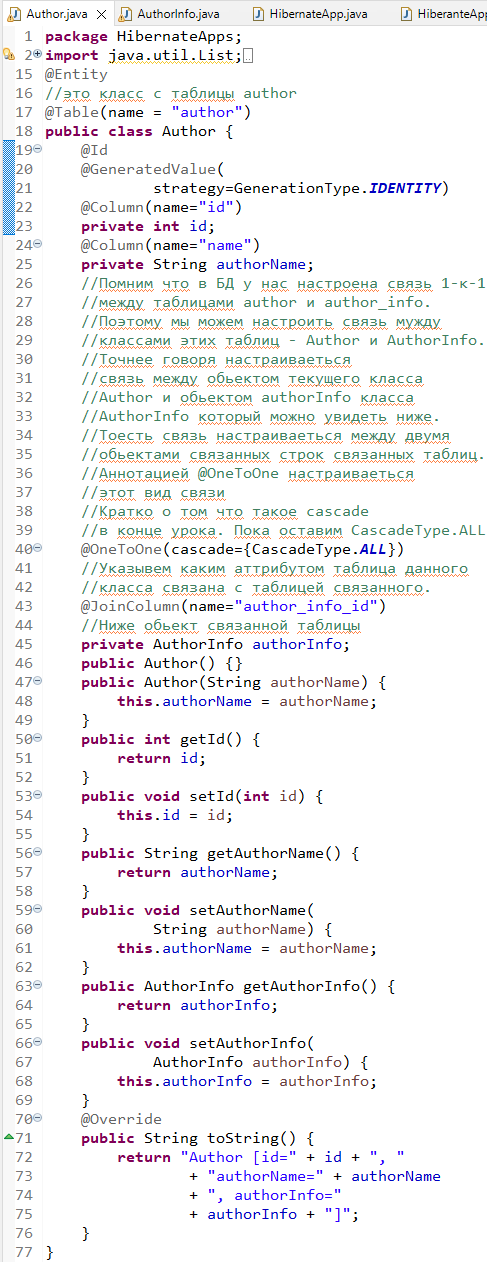 Author.java AuthorInfo.java HibernateApp.java HiberanteApp
1 package HibernateApps;
2 import java.util.List;
15 @Entity
16 //это класс с таблицы author
17 @Table(name = "author")
18 public class Author {
19 @Id
20 @GeneratedValue(
21 strategy=GenerationType.IDENTITY)
22 @Column(name="id")
23 private int id;
24 @Column(name="name")
25 private String authorName;
26 //Помним что в БД у нас настроена связь 1-к-1
27 //между таблицами author и author_info.
28 //Поэтому мы можем настроить связь мужду
29 //классами этих таблиц - Author и AuthorInfo.
30 //Точнее говоря настраиваеться
31 //связь между обьектом текущего класса
32 //Author и обьектом authorInfo класса
33 //AuthorInfo который можно увидеть ниже.
34 //Тоесть связь настраиваеться между двумя
35 //обьектами связанных строк связанных таблиц.
36 //Аннотацией @OneToOne настраиваеться
37 //этот вид связи
38 //Кратко о том что такое cascade
39 //в конце урока. Пока оставим CascadeType.ALL
40 @OneToOne(cascade={CascadeType.ALL})
41 //Указывем каким аттрибутом таблица данного
42 //класса связана с таблицей связанного.
43 @JoinColumn(name="author_info_id")
44 //Ниже обьект связанной таблицы
45 private AuthorInfo authorInfo;
46 public Author() {}
47 public Author(String authorName) {
48 this.authorName = authorName;
49 }
50 public int getId() {
51 return id;
52 }
53 public void setId(int id) {
54 this.id = id;
55 }
56 public String getAuthorName() {
57 return authorName;
58 }
59 public void setAuthorName(
60 String authorName) {
61 this.authorName = authorName;
62 }
63 public AuthorInfo getAuthorInfo() {
64 return authorInfo;
65 }
66 public void setAuthorInfo(
67 AuthorInfo authorInfo) {
68 this.authorInfo = authorInfo;
69 }
70 @Override
71 public String toString() {
72 return "Author [id=" + id + ", "
73 + "authorName=" + authorName
74 + ", authorInfo="
75 + authorInfo + "]";
76 }
77 }